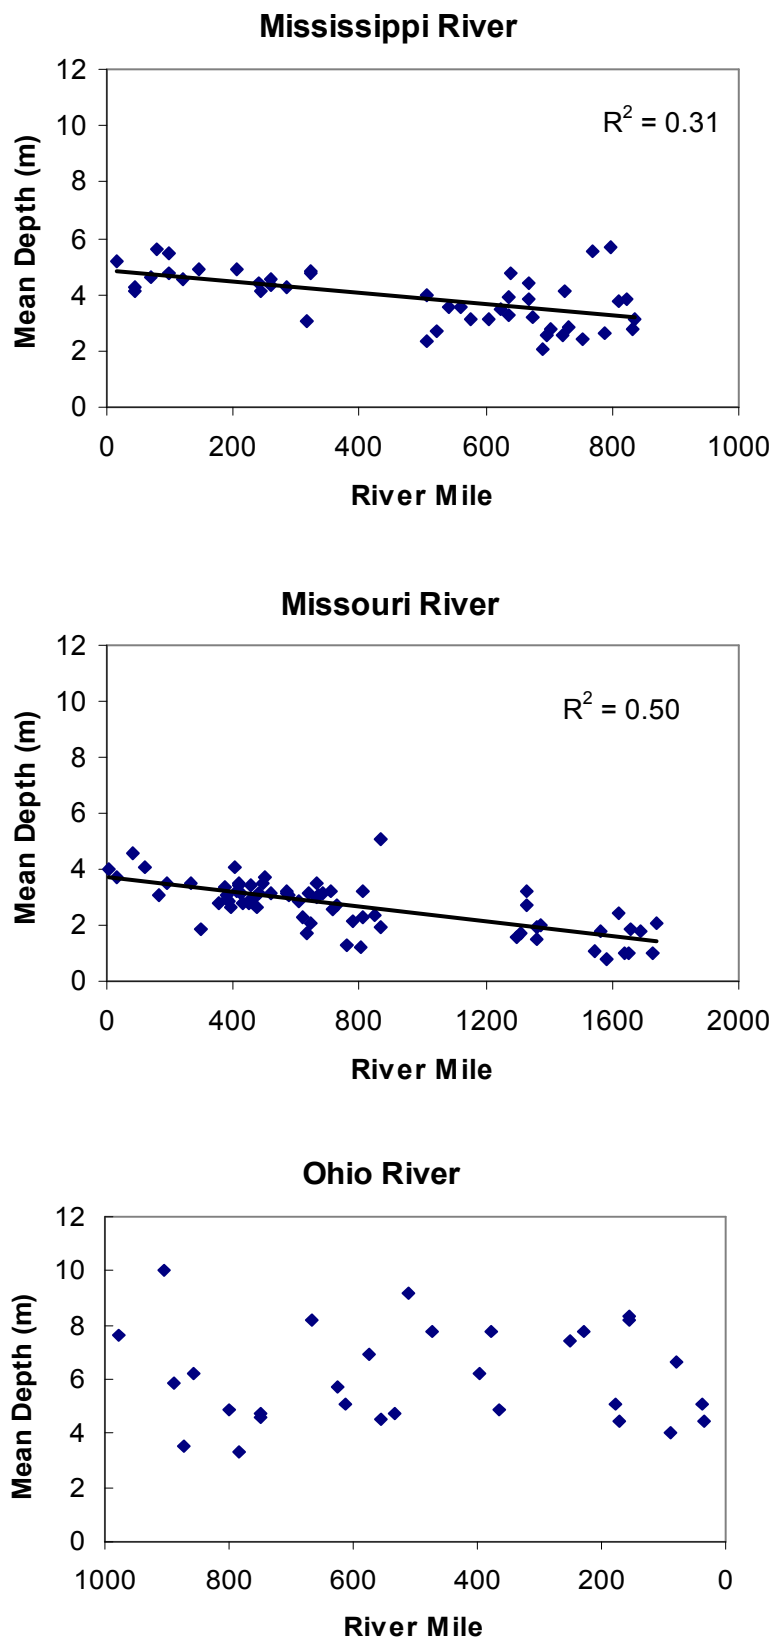 Mississippi River
12
R² = 0.31
10
8
6
4
2
0
Mean Depth (m)
0 200 400 600 800 1000
River Mile
Missouri River
12
R² = 0.50
10
8
6
4
2
0
Mean Depth (m)
0 400 800 1200 1600 2000
River Mile
Ohio River
12
10
8
6
4
2
0
Mean Depth (m)
1000 800 600 400 200 0
River Mile